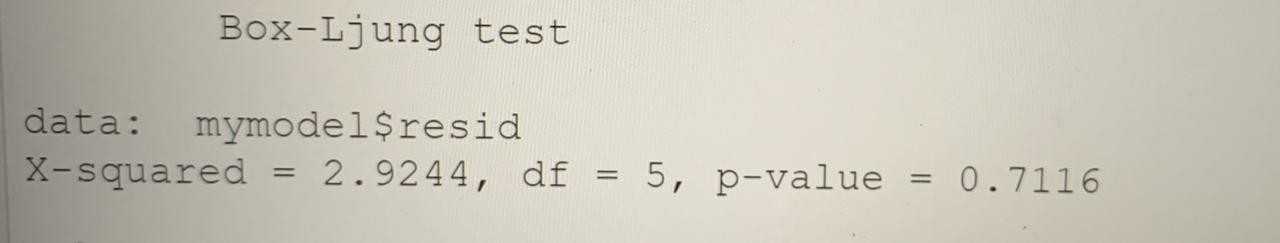 Box-Ljung test
data: mymodel$resid
X-squared = 2.9244, df = 5, p-value = 0.7116